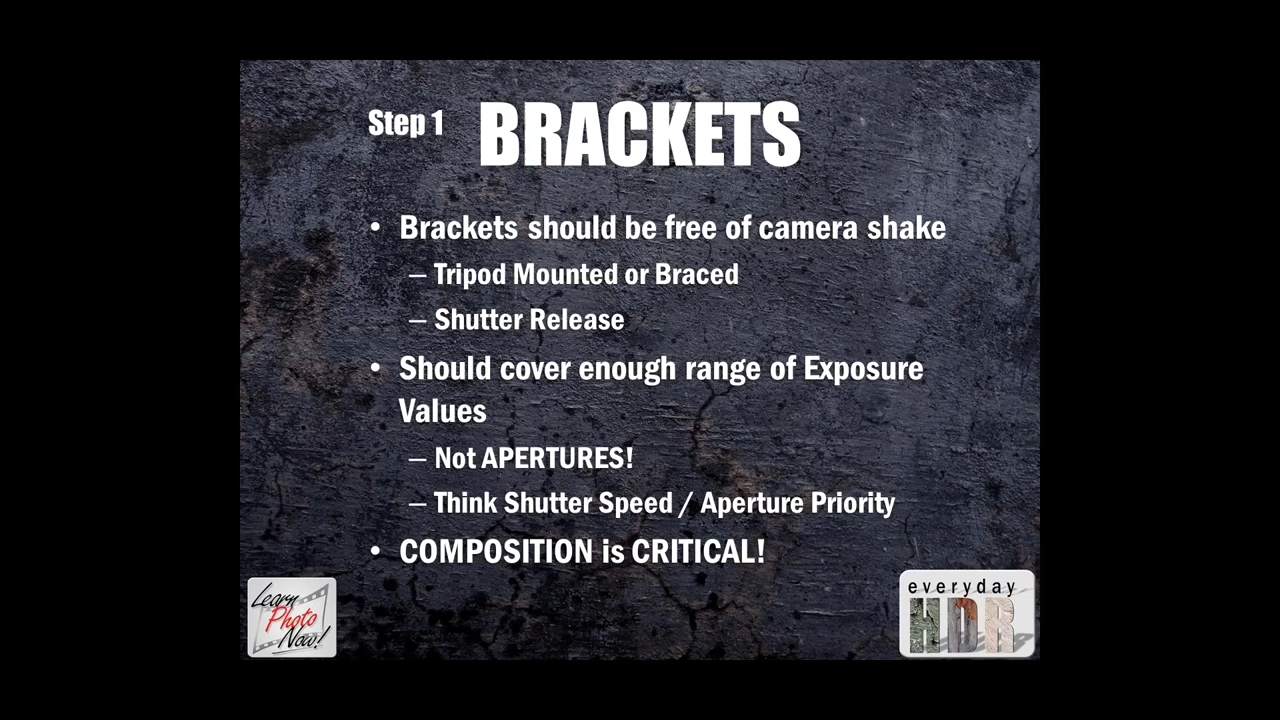 Step 1 BRACKETS
• Brackets should be free of camera shake
– Tripod Mounted or Braced
– Shutter Release
• Should cover enough range of Exposure
Values
– Not APERTURES!
– Think Shutter Speed / Aperture Priority
• COMPOSITION is CRITICAL!
Learn
Photo
Now!
everyday
HDR